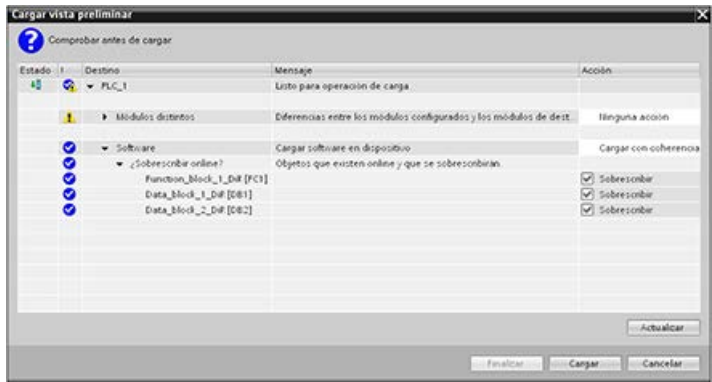 Cargar vista preliminar
Comprobar antes de cargar
Estado ! Destino Mensaje Acción
PLC_1 Listo para operación de carga
Módulos distintos Diferencias entre los módulos configurados y los módulos de dest... Ninguna acción
Software Cargar software en dispositivo Cargar con coherencia
¿Sobrescribir online? Objetos que existen online y que se sobrescribirán.
Function_block_1_Dif [FC1] Sobrescribir
Data_block_1_Dif [DB1] Sobrescribir
Data_block_2_Dif [DB2] Sobrescribir
Actualizar
Finalizar Cargar Cancelar